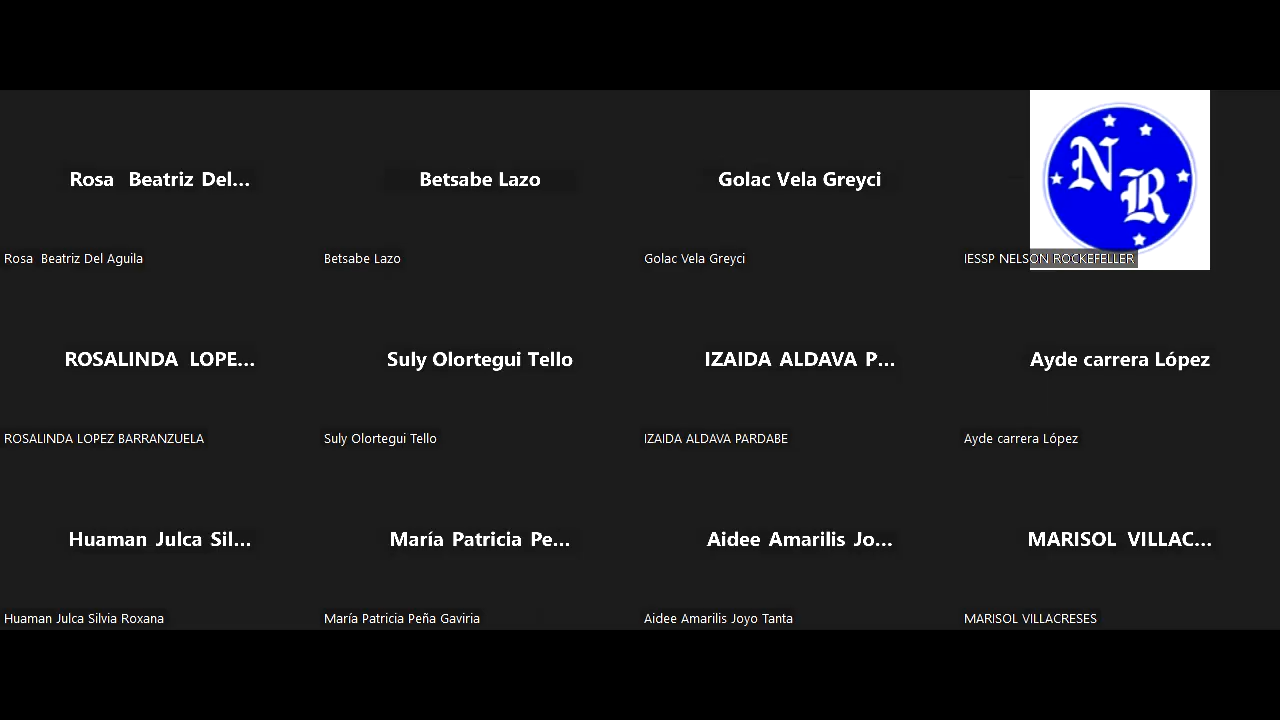 Rosa Beatriz Del...
Betsabe Lazo
Golac Vela Greyci
N
R
Rosa Beatriz Del Aguila
Betsabe Lazo
Golac Vela Greyci
IESSP NELSON ROCKEFELLER
ROSALINDA LOPE...
Suly Olortegui Tello
IZAIDA ALDAVA P...
Ayde carrera López
ROSALINDA LOPEZ BARRANZUELA
Suly Olortegui Tello
IZAIDA ALDAVA PARDABE
Ayde carrera López
Huaman Julca Sil...
María Patricia Pe...
Aidee Amarilis Jo...
MARISOL VILLAC...
Huaman Julca Silvia Roxana
María Patricia Peña Gaviria
Aidee Amarilis Joyo Tanta
MARISOL VILLACRESES